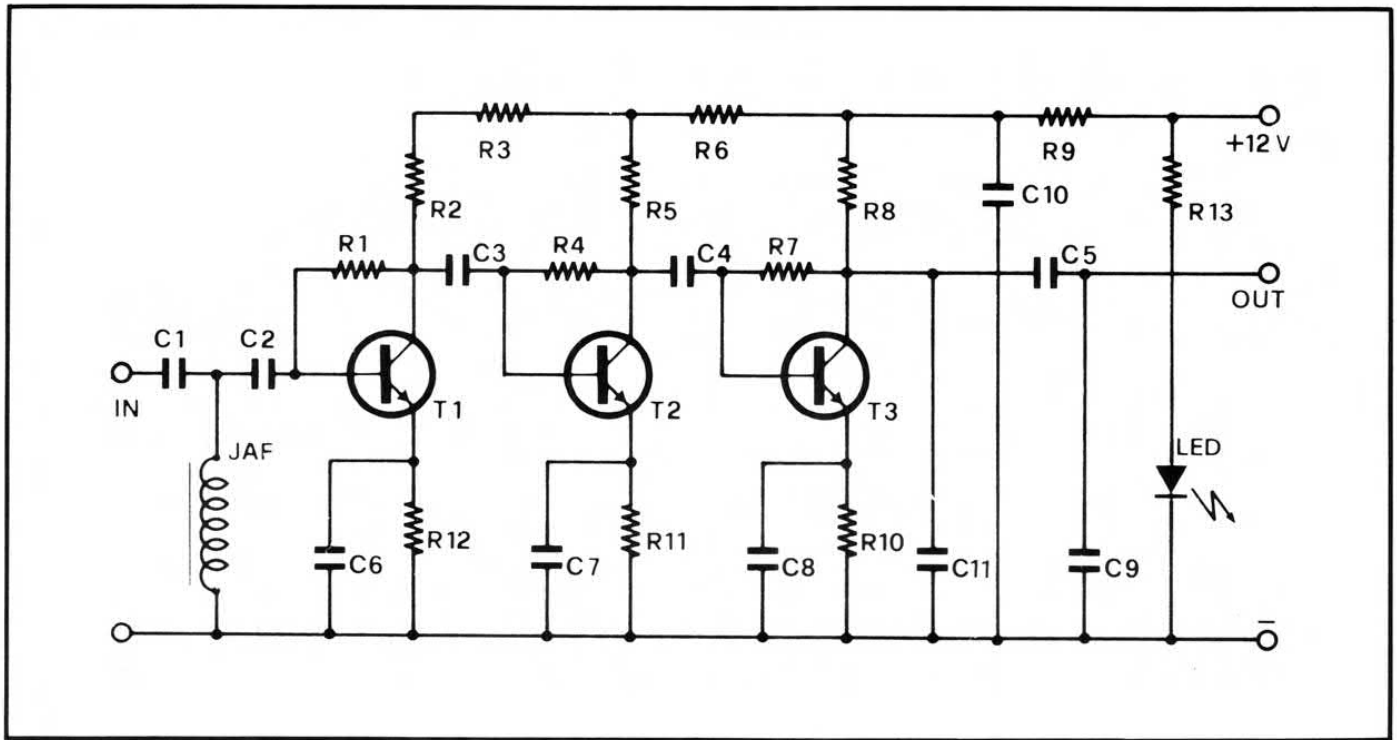 R3
R6
R9
+12 V
R2
R5
R8
C10
R13
R1
C3
R4
C4
R7
C5
OUT
C1
C2
IN
T1
T2
T3
JAF
LED
C6
R12
C7
R11
C8
R10
C11
C9